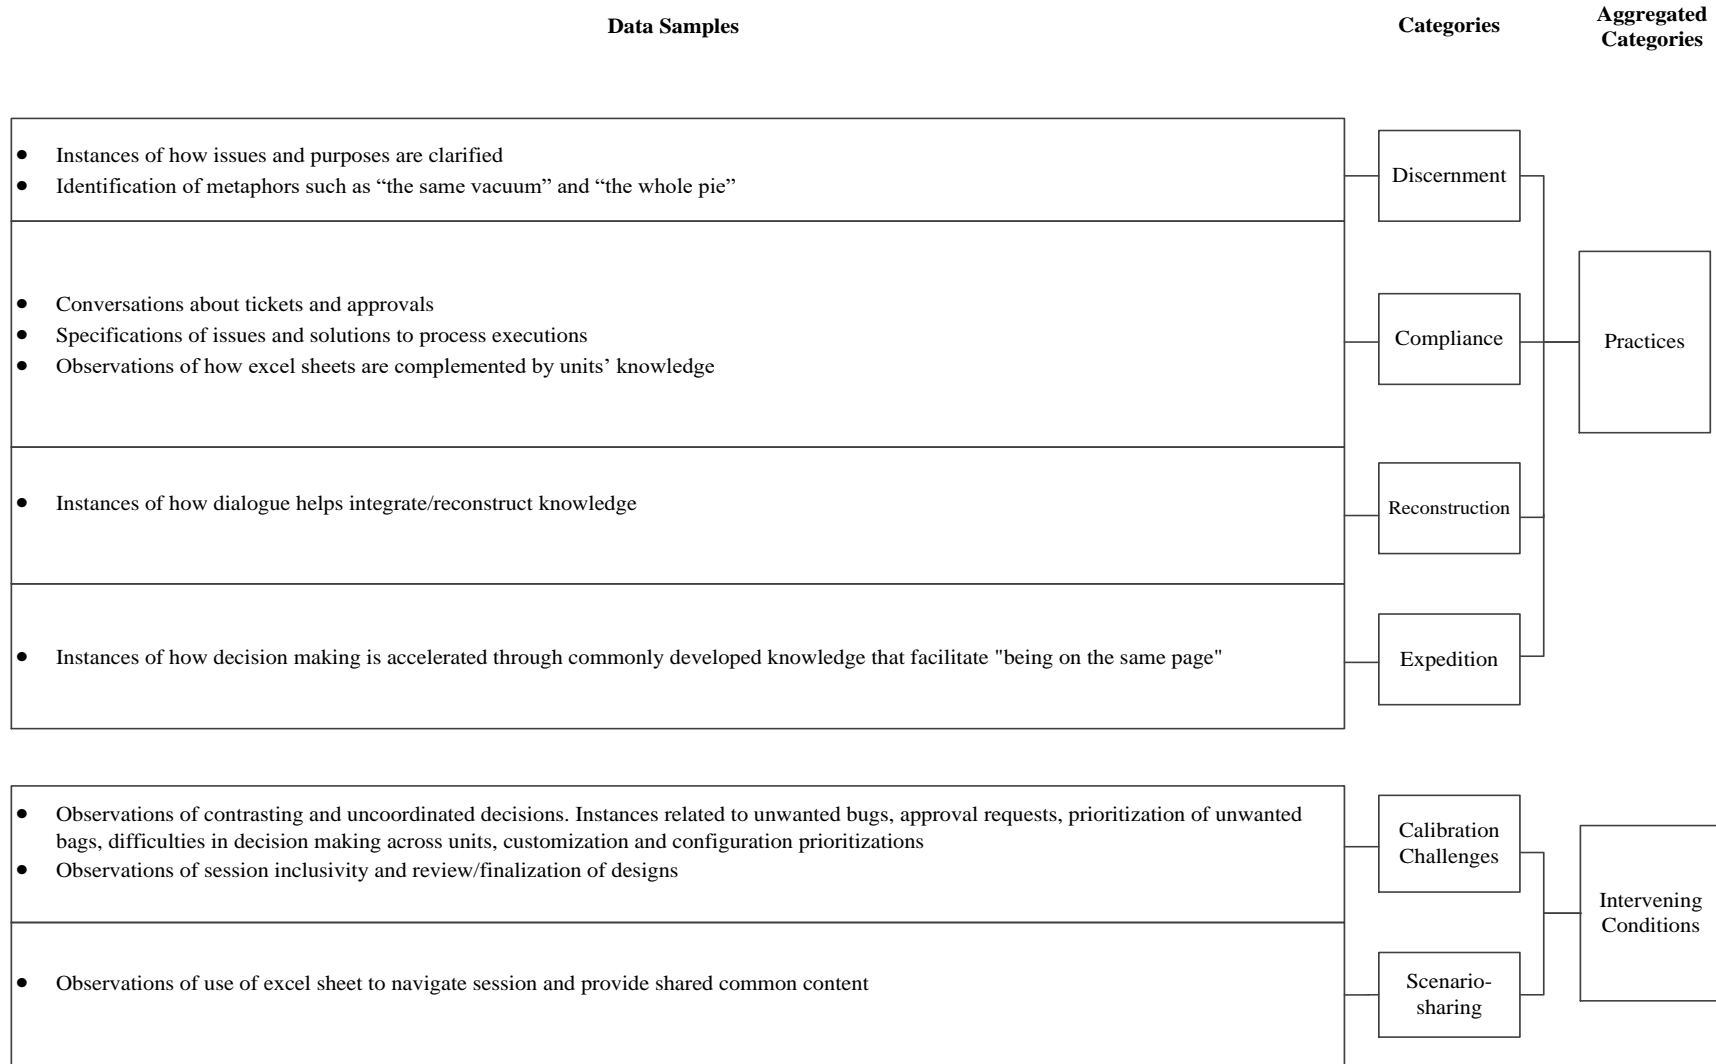 Data Samples
Categories
Aggregated
Categories
• Instances of how issues and purposes are clarified
• Identification of metaphors such as “the same vacuum” and “the whole pie”
Discernment
• Conversations about tickets and approvals
• Specifications of issues and solutions to process executions
• Observations of how excel sheets are complemented by units’ knowledge
Compliance
Practices
• Instances of how dialogue helps integrate/reconstruct knowledge
Reconstruction
• Instances of how decision making is accelerated through commonly developed knowledge that facilitate "being on the same page"
Expedition
• Observations of contrasting and uncoordinated decisions. Instances related to unwanted bugs, approval requests, prioritization of unwanted
bags, difficulties in decision making across units, customization and configuration prioritizations
• Observations of session inclusivity and review/finalization of designs
Calibration
Challenges
Intervening
Conditions
• Observations of use of excel sheet to navigate session and provide shared common content
Scenario-
sharing